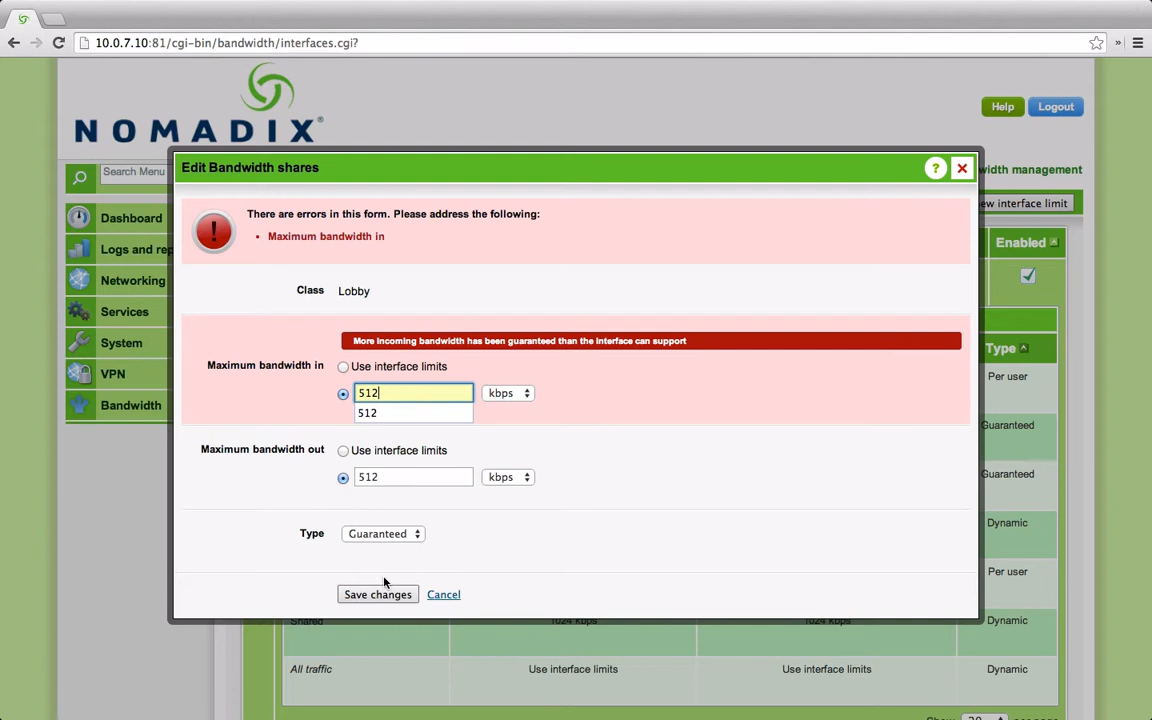 10.0.7.10:81/cgi-bin/bandwidth/interfaces.cgi?
NOMADIX
Help
Logout
Search Menu
Dashboard
Logs and rep
Networking
Services
System
VPN
Bandwidth
width management
ew interface limit
Enabled
Edit Bandwidth shares
?
There are errors in this form. Please address the following:
• Maximum bandwidth in
Class
Lobby
More incoming bandwidth has been guaranteed than the interface can support
Maximum bandwidth in
Use interface limits
512
kbps
512
Maximum bandwidth out
Use interface limits
512
kbps
Type
Guaranteed
Save changes
Cancel
Type
Per user
Guaranteed
Guaranteed
Dynamic
Per user
Shared
1024 Kbps
1024 Kbps
Dynamic
All traffic
Use interface limits
Use interface limits
Dynamic